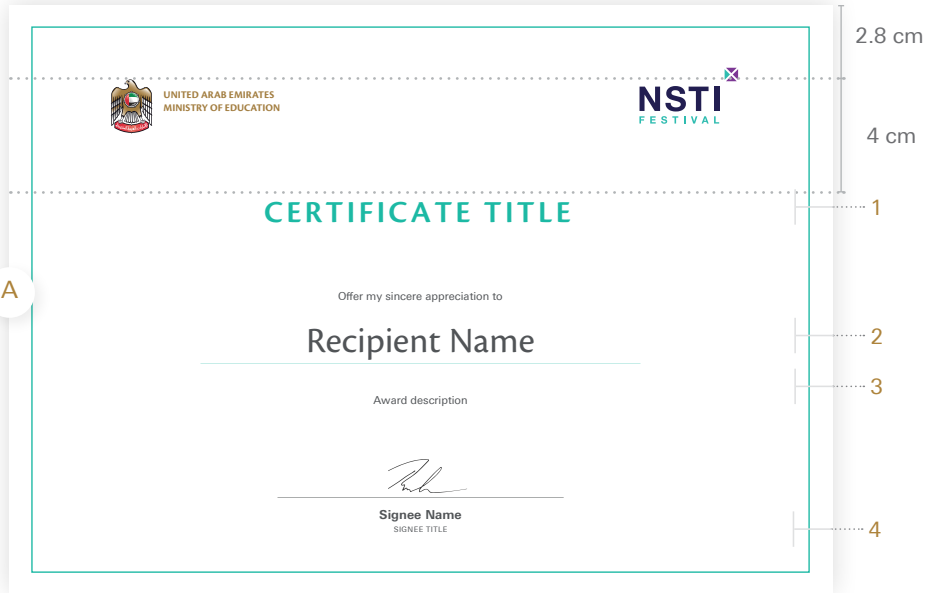 2.8 cm
UNITED ARAB EMIRATES
MINISTRY OF EDUCATION
NSTI
FESTIVAL
4 cm
CERTIFICATE TITLE
1
A
Offer my sincere appreciation to
Recipient Name
2
3
Award description
Signee Name
SIGNEE TITLE
4